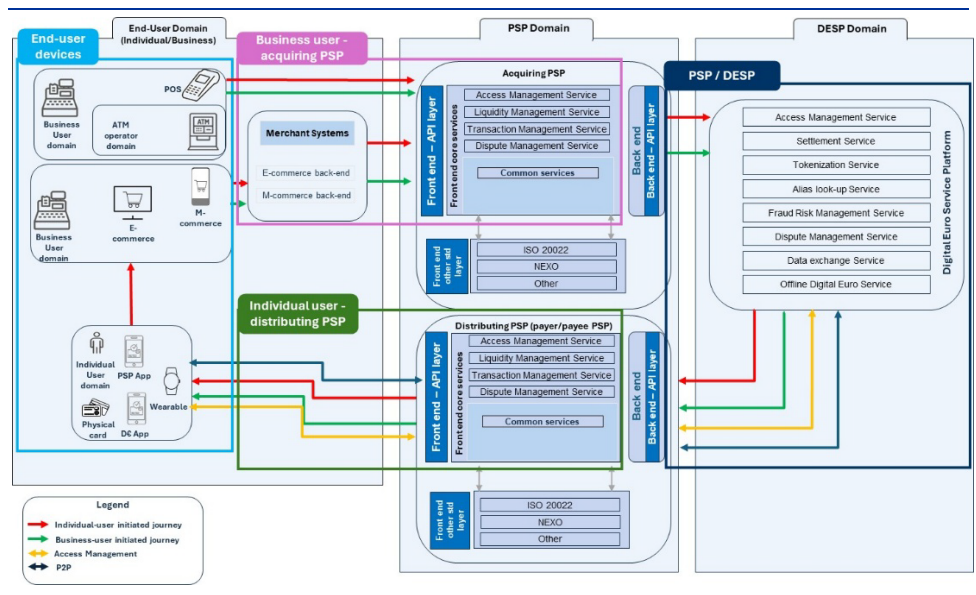 End-User Domain
(Individual/Business)
PSP Domain
DESP Domain
End-user
devices
Business user -
acquiring PSP
PSP / DESP
POS
Business
User
domain
ATM
operator
domain
ATM
Business
User
domain
E-
commerce
M-
commerce
Merchant Systems
E-commerce back-end
M-commerce back-end
Acquiring PSP
Front end – API layer
Front end core services
Access Management Service
Liquidity Management Service
Transaction Management Service
Dispute Management Service
Common services
Back end
Back end – API layer
Front end
other std
layer
ISO 20022
NEXO
Other
Access Management Service
Settlement Service
Tokenization Service
Alias look-up Service
Fraud Risk Management Service
Dispute Management Service
Data exchange Service
Offline Digital Euro Service
Digital Euro Service Platform
Individual user -
distributing PSP
Individual
User
domain
PSP App
Wearable
Physical
card
D€ App
Distributing PSP (payer/payee PSP)
Front end – API layer
Front end core services
Access Management Service
Liquidity Management Service
Transaction Management Service
Dispute Management Service
Common services
Back end
Back end – API layer
Front end
other std
layer
ISO 20022
NEXO
Other
Legend
Individual-user initiated journey
Business-user initiated journey
Access Management
P2P